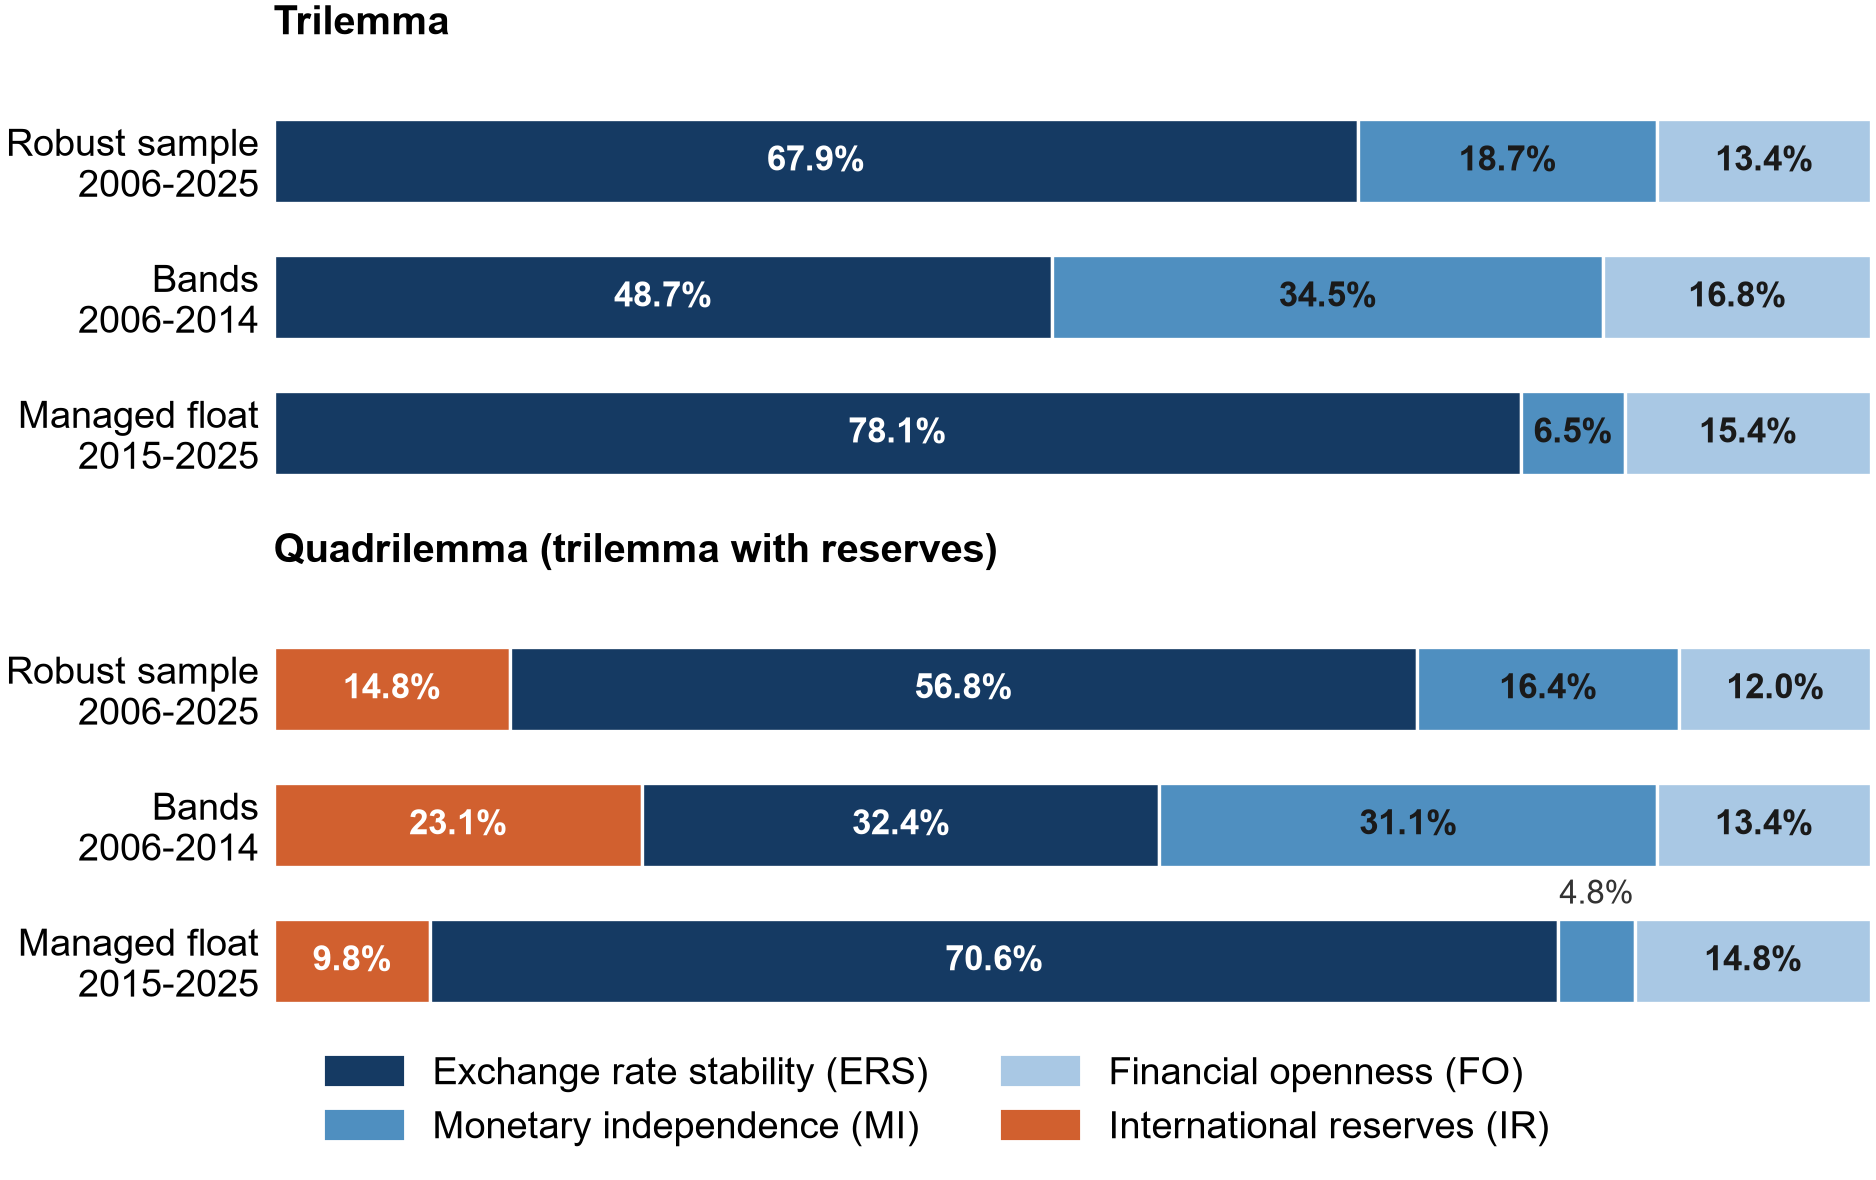 Trilemma
Robust sample
2006-2025
67.9%
18.7%
13.4%
Bands
2006-2014
48.7%
34.5%
16.8%
Managed float
2015-2025
78.1%
6.5%
15.4%
Quadrilemma (trilemma with reserves)
Robust sample
2006-2025
14.8%
56.8%
16.4%
12.0%
Bands
2006-2014
23.1%
32.4%
31.1%
13.4%
Managed float
2015-2025
9.8%
70.6%
4.8%
14.8%
Exchange rate stability (ERS)
Monetary independence (MI)
Financial openness (FO)
International reserves (IR)